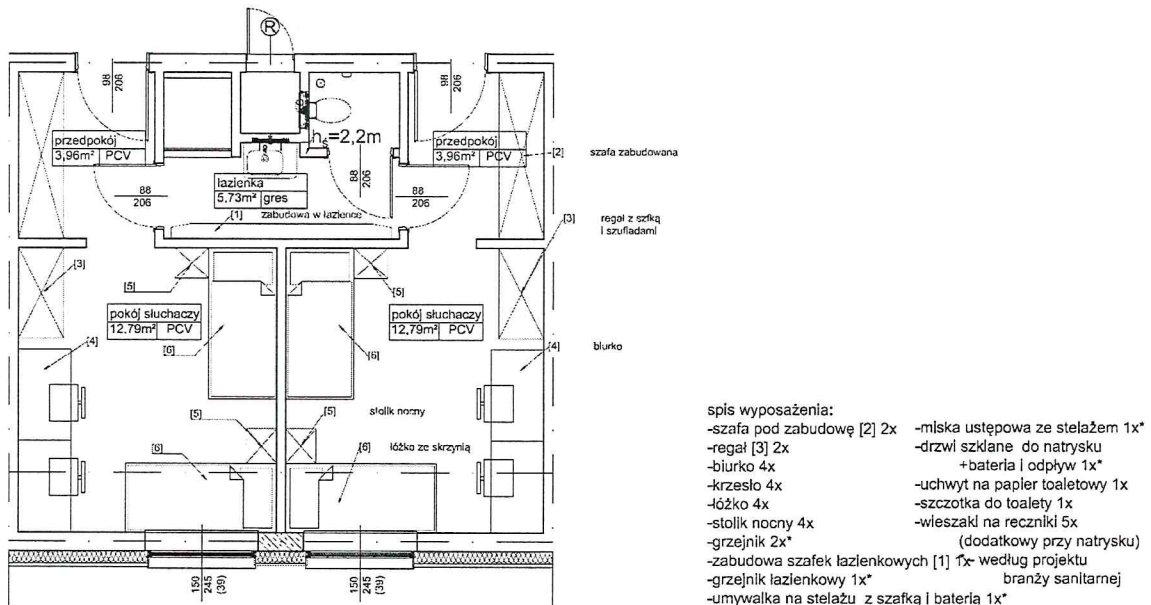 R
98
206
98
206
przedpokój
3,96m² PCV
hś=2,2m
przedpokój
3,96m² PCV
[2] szafa zabudowana
88
206
łazienka
5,73m² gres
88
206
88
206
[1] zabudowa w łazience
[3] regał z szfką
i szufladami
[3]
[5]
[5]
pokój słuchaczy
12,79m² PCV
pokój słuchaczy
12,79m² PCV
[4]
[6]
[6]
[4] biurko
[5]
[5] stolik nocny
[6]
[6] łóżko ze skrzynią
159
245
(39)
150
245
(39)
spis wyposażenia:
-szafa pod zabudowę [2] 2x
-regał [3] 2x
-biurko 4x
-krzesło 4x
-łóżko 4x
-stolik nocny 4x
-grzejnik 2x*
-zabudowa szafek łazienkowych [1] 1x
-grzejnik łazienkowy 1x*
-umywalka na stelażu z szafką i baterią 1x*
-miska ustępowa ze stelażem 1x*
-drzwi szklane do natrysku
+bateria i odpływ 1x*
-uchwyt na papier toaletowy 1x
-szczotka do toalety 1x
-wieszaki na reczniki 5x
(dodatkowy przy natrysku)
*- według projektu
branży sanitarnej